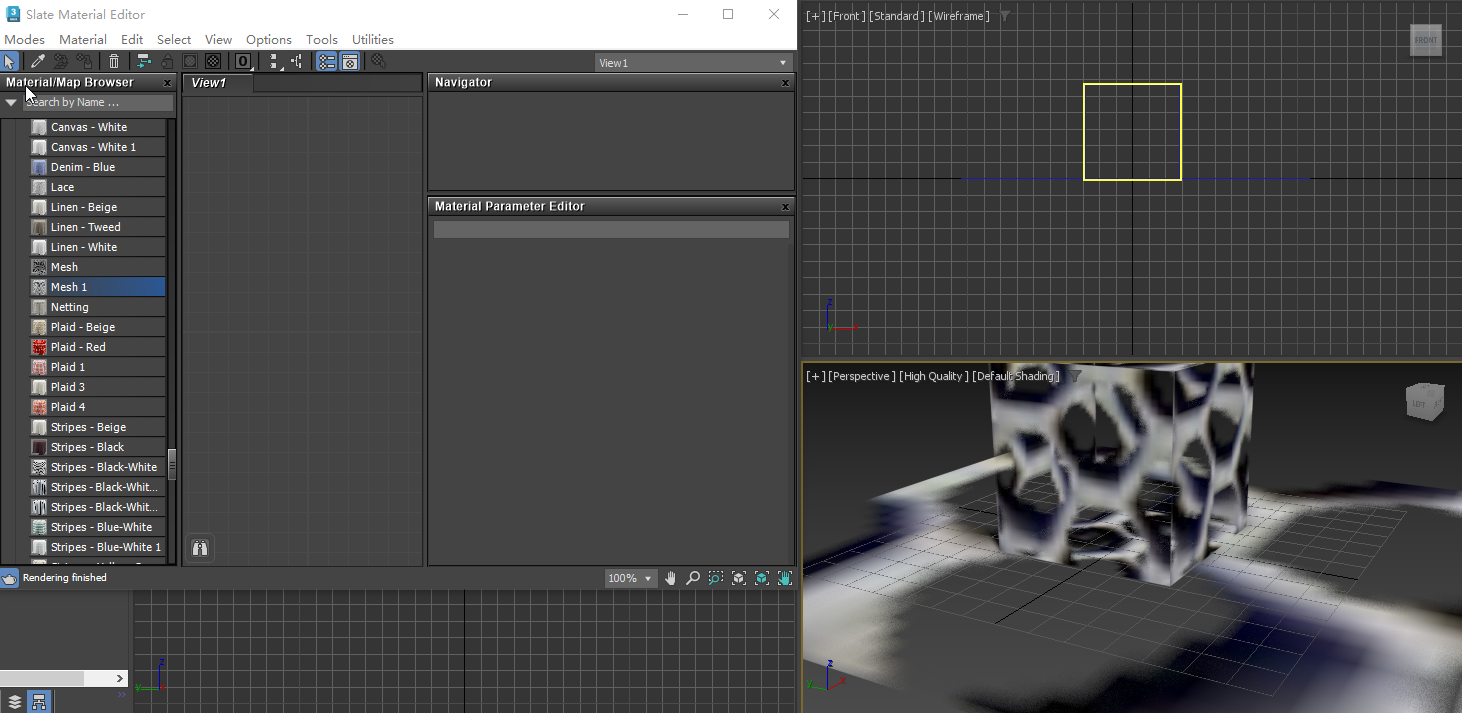 Slate Material Editor
Modes Material Edit Select View Options Tools Utilities
View1
Material/Map Browser
Search by Name ...
Canvas - White
Canvas - White 1
Denim - Blue
Lace
Linen - Beige
Linen - Tweed
Linen - White
Mesh
Mesh 1
Netting
Plaid - Beige
Plaid - Red
Plaid 1
Plaid 3
Plaid 4
Stripes - Beige
Stripes - Black
Stripes - Black-White
Stripes - Black-Whit...
Stripes - Black-Whit...
Stripes - Blue-White
Stripes - Blue-White 1
View1
Navigator
Material Parameter Editor
Rendering finished
100%
[+] [Front] [Standard] [Wireframe]
FRONT
z
y x
[+] [Perspective] [High Quality] [Default Shading]
LEFT
z
y x
z
y x